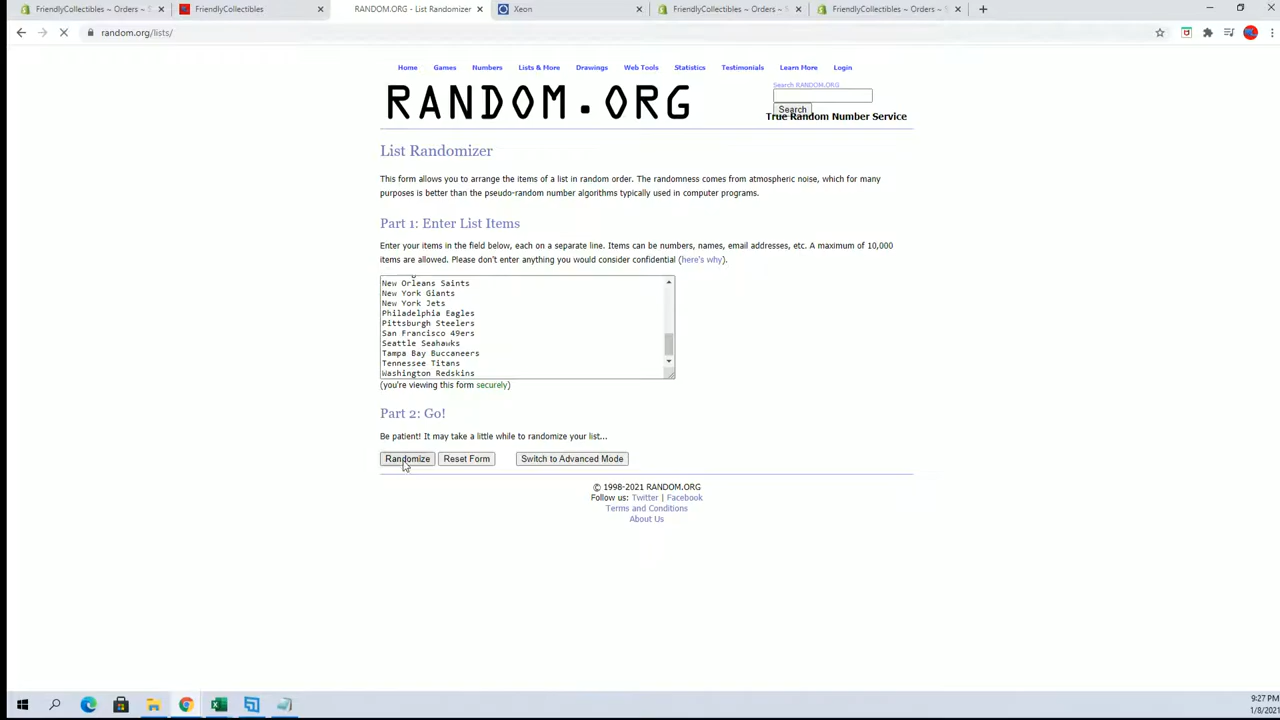 FriendlyCollectibles ~ Orders ~ S
FriendlyCollectibles
RANDOM.ORG - List Randomizer
Xeon
FriendlyCollectibles ~ Orders ~ S
FriendlyCollectibles ~ Orders ~ S
random.org/lists/
Home Games Numbers Lists & More Drawings Web Tools Statistics Testimonials Learn More Login
Search RANDOM.ORG
RANDOM.ORG
Search
True Random Number Service
List Randomizer
This form allows you to arrange the items of a list in random order. The randomness comes from atmospheric noise, which for many
purposes is better than the pseudo-random number algorithms typically used in computer programs.
Part 1: Enter List Items
Enter your items in the field below, each on a separate line. Items can be numbers, names, email addresses, etc. A maximum of 10,000
items are allowed. Please don't enter anything you would consider confidential (here's why).
New Orleans Saints
New York Giants
New York Jets
Philadelphia Eagles
Pittsburgh Steelers
San Francisco 49ers
Seattle Seahawks
Tampa Bay Buccaneers
Tennessee Titans
Washington Redskins
(you're viewing this form securely)
Part 2: Go!
Be patient! It may take a little while to randomize your list...
Randomize Reset Form Switch to Advanced Mode
© 1998-2021 RANDOM.ORG
Follow us: Twitter | Facebook
Terms and Conditions
About Us
9:27 PM
1/8/2021